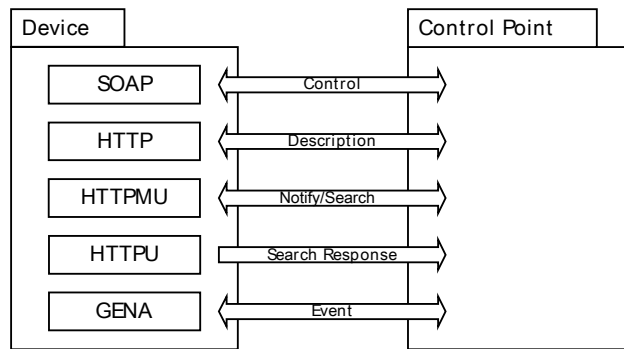 Device
Control Point
SOAP
Control
HTTP
Description
HTTPMU
Notify/Search
HTTPU
Search Response
GENA
Event